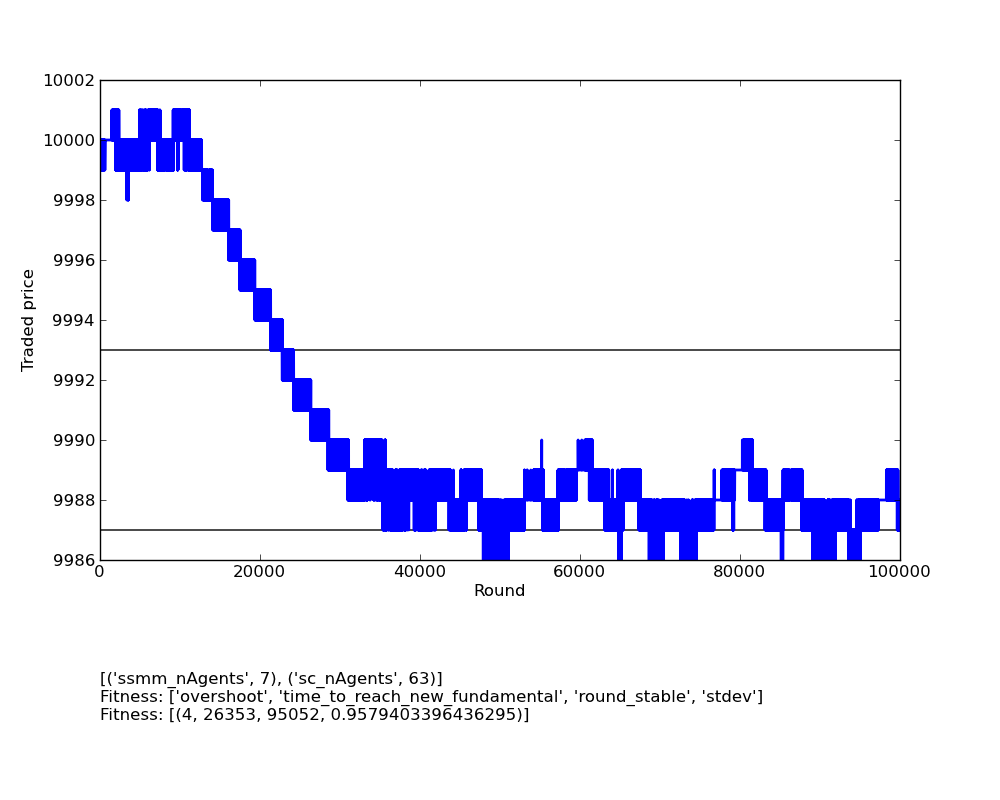 10002
10000
9998
9996
9994
9992
9990
9988
9986
Traded price
0 20000 40000 60000 80000 100000
Round
[('ssmm_nAgents', 7), ('sc_nAgents', 63)]
Fitness: ['overshoot', 'time_to_reach_new_fundamental', 'round_stable', 'stdev']
Fitness: [(4, 26353, 95052, 0.9579403396436295)]